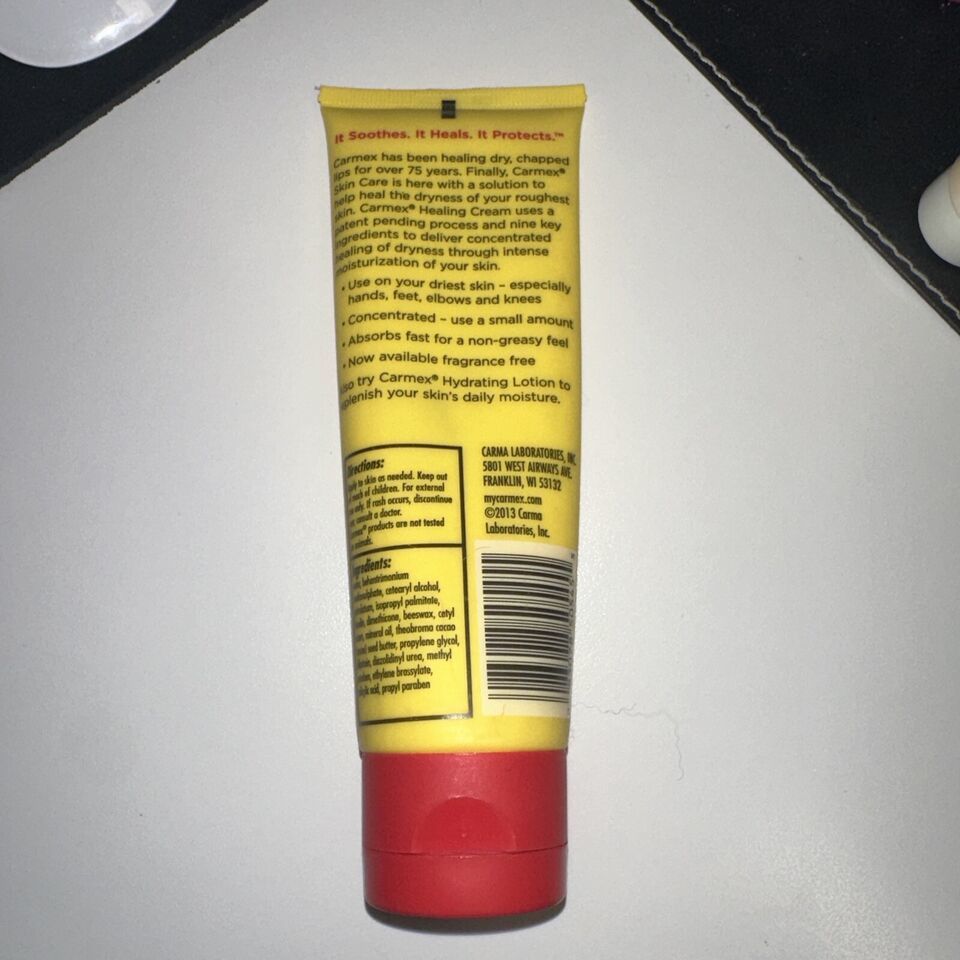 It Soothes. It Heals. It Protects.™
Carmex has been healing dry, chapped
lips for over 75 years. Finally, Carmex®
Skin Care is here with a solution to
help heal the dryness of your roughest
skin. Carmex® Healing Cream uses a
patent pending process and nine key
ingredients to deliver concentrated
healing of dryness through intense
moisturization of your skin.
• Use on your driest skin – especially
hands, feet, elbows and knees
• Concentrated – use a small amount
• Absorbs fast for a non-greasy feel
• Now available fragrance free
Also try Carmex® Hydrating Lotion to
replenish your skin's daily moisture.
Directions:
to skin as needed. Keep out
reach of children. For external
only. If rash occurs, discontinue
consult a doctor.
Carmex® products are not tested
animals.
Ingredients:
behentrimonium
cetearyl alcohol,
isopropyl palmitate,
dimethicone, beeswax, cetyl
mineral oil, theobroma cacao
seed butter, propylene glycol,
diazolidinyl urea, methyl
ethylene brassylate,
acid, propyl paraben
CARMA LABORATORIES, INC.
5801 WEST AIRWAYS AVE.
FRANKLIN, WI 53132
mycarmex.com
©2013 Carma
Laboratories, Inc.